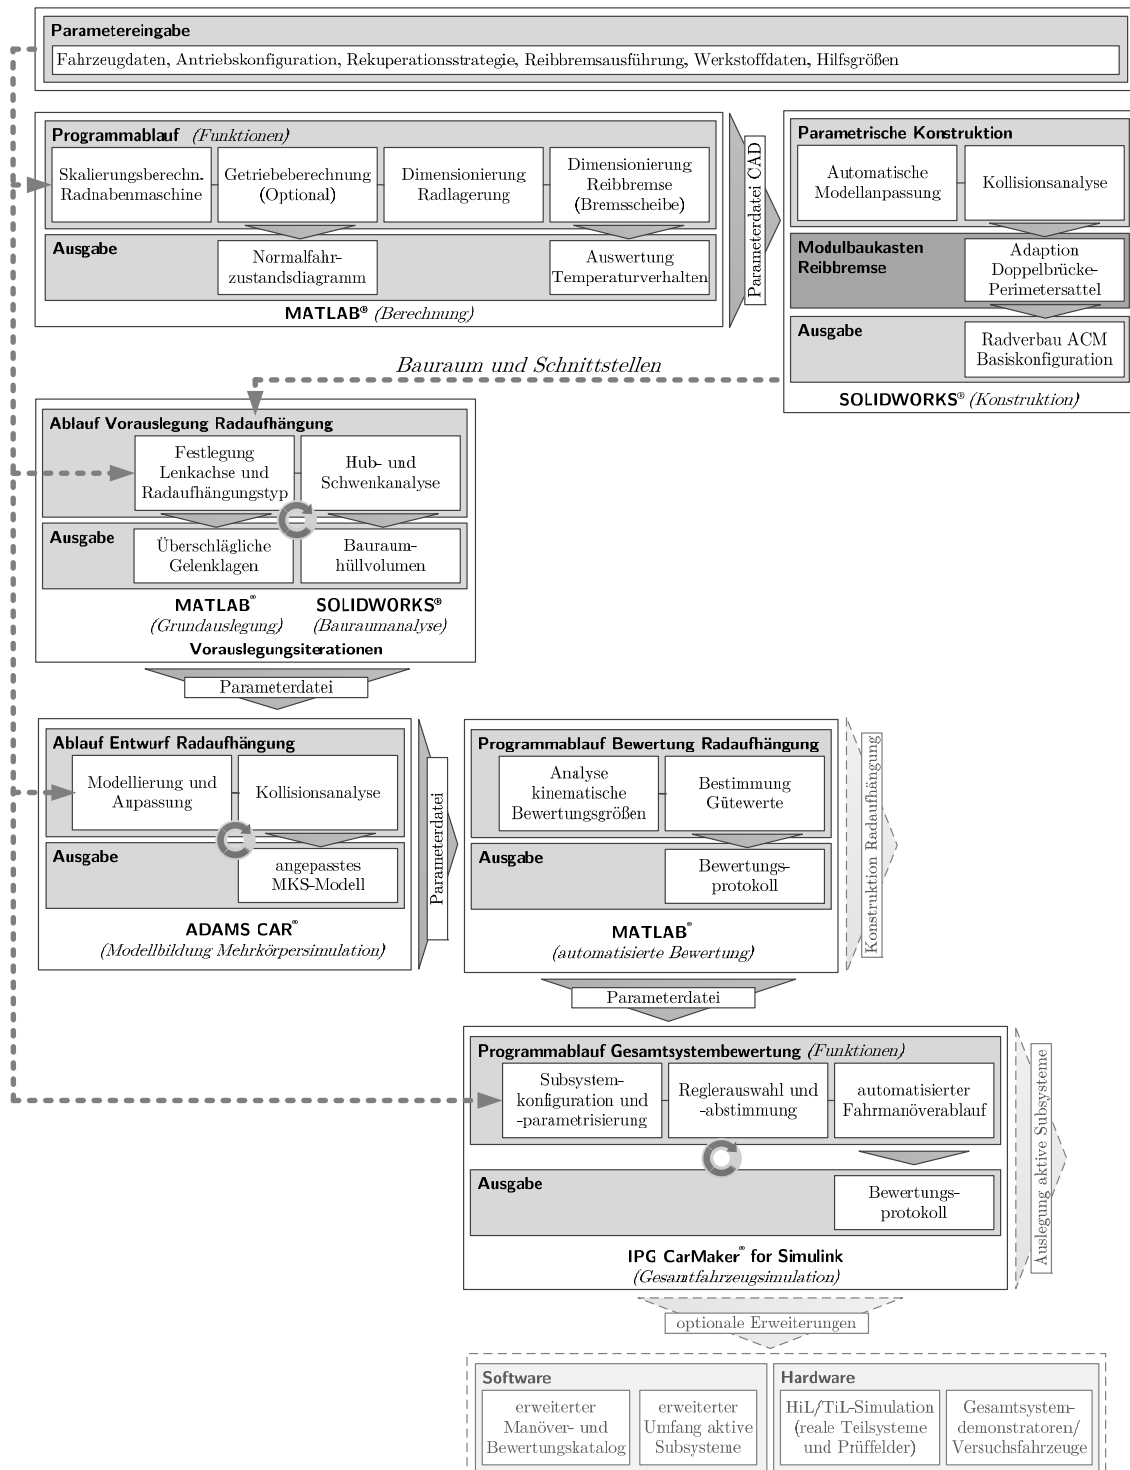 Parametereingabe
Fahrzeugdaten, Antriebskonfiguration, Rekuperationsstrategie, Reibbremsausführung, Werkstoffdaten, Hilfsgrößen
Programmablauf (Funktionen)
Skalierungsberechn.
Radnabenmaschine
Getriebeberechnung
(Optional)
Dimensionierung
Radlagerung
Dimensionierung
Reibbremse
(Bremsscheibe)
Ausgabe
Normalfahr-
zustandsdiagramm
Auswertung
Temperaturverhalten
MATLAB® (Berechnung)
Parameterdatei CAD
Parametrische Konstruktion
Automatische
Modellanpassung
Kollisionsanalyse
Modulbaukasten
Reibbremse
Adaption
Doppelbrücke-
Perimetersattel
Ausgabe
Radverbau ACM
Basiskonfiguration
SOLIDWORKS® (Konstruktion)
Bauraum und Schnittstellen
Ablauf Vorauslegung Radaufhängung
Festlegung
Lenkachse und
Radaufhängungstyp
Hub- und
Schwenkanalyse
Ausgabe
Überschlägliche
Gelenklagen
Bauraum-
hüllvolumen
MATLAB®
(Grundauslegung)
SOLIDWORKS®
(Bauraumanalyse)
Vorauslegungsiterationen
Parameterdatei
Ablauf Entwurf Radaufhängung
Modellierung und
Anpassung
Kollisionsanalyse
Ausgabe
angepasstes
MKS-Modell
ADAMS CAR®
(Modellbildung Mehrkörpersimulation)
Parameterdatei
Programmablauf Bewertung Radaufhängung
Analyse
kinematische
Bewertungsgrößen
Bestimmung
Gütewerte
Ausgabe
Bewertungs-
protokoll
MATLAB®
(automatisierte Bewertung)
Konstruktion Radaufhängung
Parameterdatei
Programmablauf Gesamtsystembewertung (Funktionen)
Subsystem-
konfiguration und
-parametrisierung
Reglerauswahl und
-abstimmung
automatisierter
Fahrmanöverablauf
Ausgabe
Bewertungs-
protokoll
IPG CarMaker® for Simulink
(Gesamtfahrzeugsimulation)
Auslegung aktive Subsysteme
optionale Erweiterungen
Software
erweiterter
Manöver- und
Bewertungskatalog
erweiterter
Umfang aktive
Subsysteme
Hardware
HiL/TiL-Simulation
(reale Teilsysteme
und Prüffelder)
Gesamtsystem-
demonstratoren/
Versuchsfahrzeuge